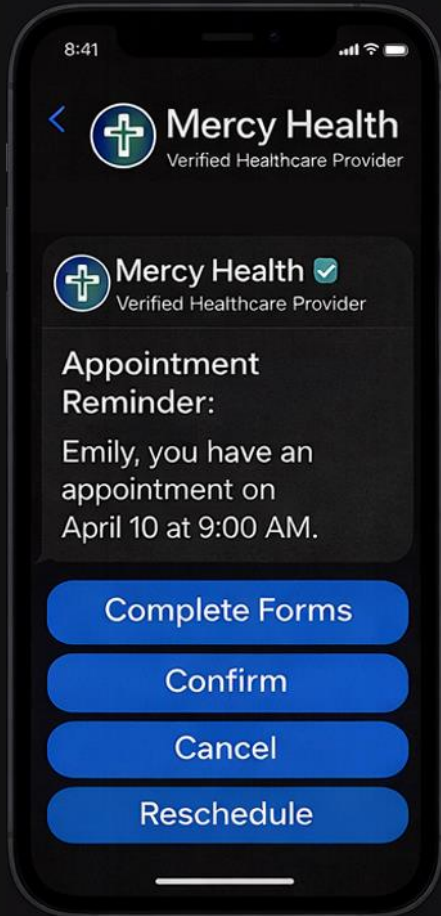 8:41
Mercy Health
Verified Healthcare Provider
Mercy Health
Verified Healthcare Provider
Appointment
Reminder:
Emily, you have an
appointment on
April 10 at 9:00 AM.
Complete Forms
Confirm
Cancel
Reschedule